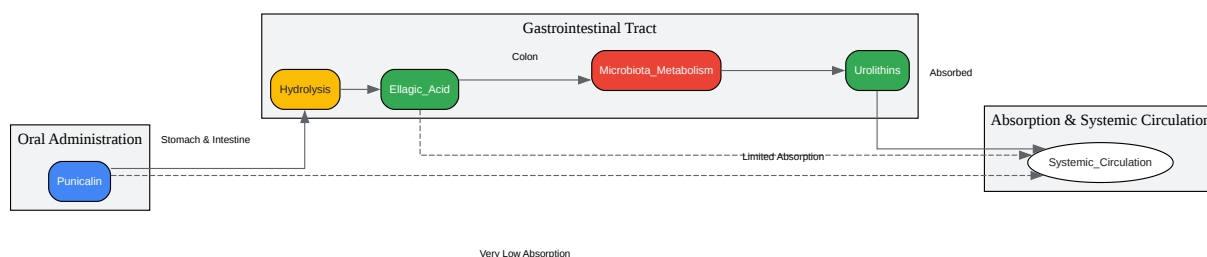 Gastrointestinal Tract
Colon
Microbiota_Metabolism
Urolithins
Absorbed
Hydrolysis
Ellagic_Acid
Absorption & Systemic Circulation
Oral Administration
Stomach & Intestine
Limited Absorption
Systemic_Circulation
Punicalin
Very Low Absorption